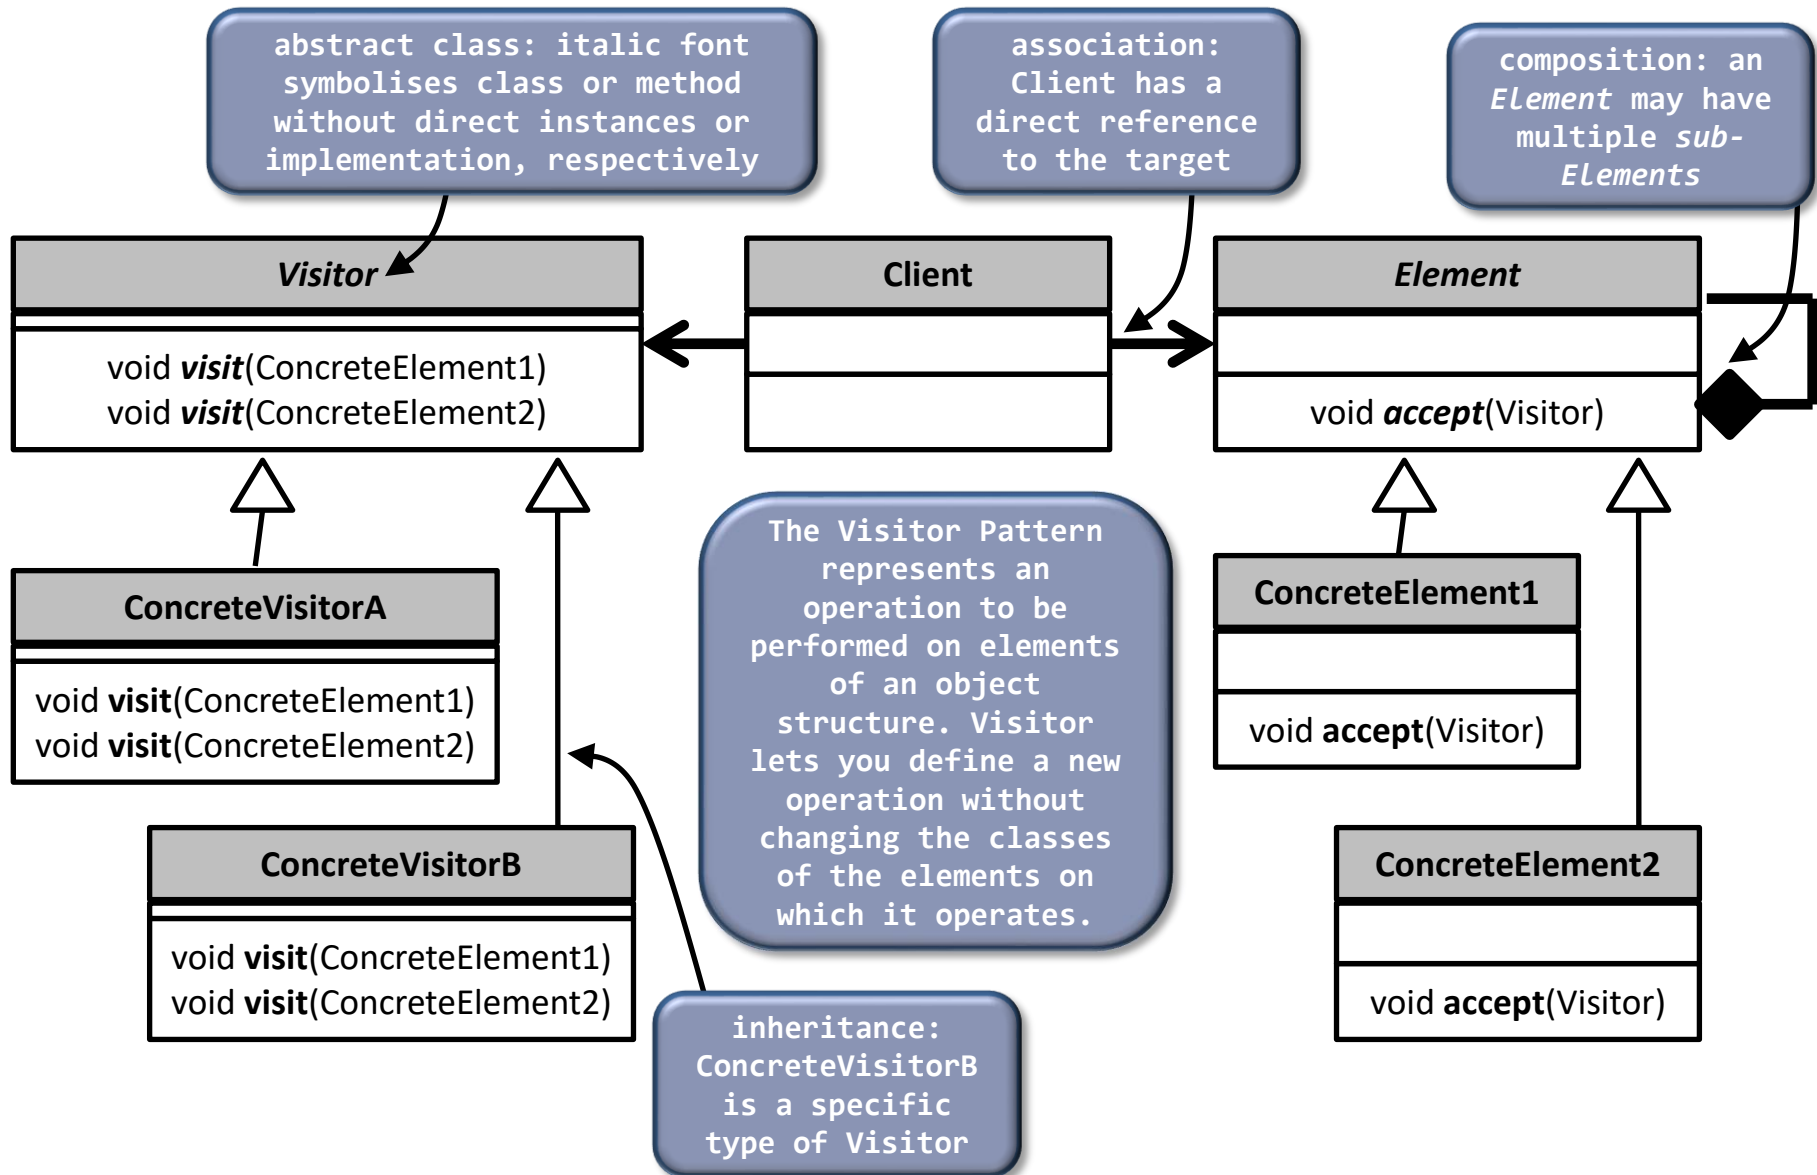 abstract class: italic font
symbolises class or method
without direct instances or
implementation, respectively
association:
Client has a
direct reference
to the target
composition: an
Element may have
multiple sub-
Elements
Visitor
void visit(ConcreteElement1)
void visit(ConcreteElement2)
Client
Element
void accept(Visitor)
ConcreteVisitorA
void visit(ConcreteElement1)
void visit(ConcreteElement2)
ConcreteVisitorB
void visit(ConcreteElement1)
void visit(ConcreteElement2)
The Visitor Pattern
represents an
operation to be
performed on elements
of an object
structure. Visitor
lets you define a new
operation without
changing the classes
of the elements on
which it operates.
ConcreteElement1
void accept(Visitor)
ConcreteElement2
void accept(Visitor)
inheritance:
ConcreteVisitorB
is a specific
type of Visitor